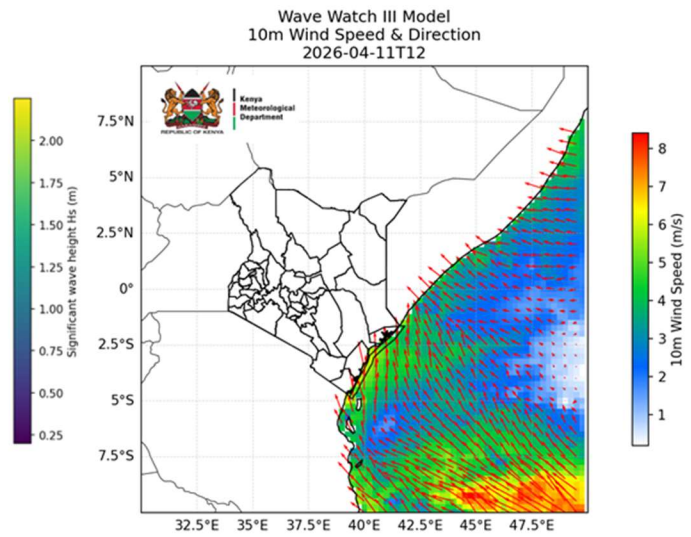 Wave Watch III Model
10m Wind Speed & Direction
2026-04-11T12
Kenya
Meteorological
Department
REPUBLIC OF KENYA
7.5°N
5°N
2.5°N
0°
2.5°S
5°S
7.5°S
32.5°E 35°E 37.5°E 40°E 42.5°E 45°E 47.5°E
2.00
1.75
1.50
1.25
1.00
0.75
0.50
0.25
Significant wave height Hs (m)
8
7
6
5
4
3
2
1
10m Wind Speed (m/s)